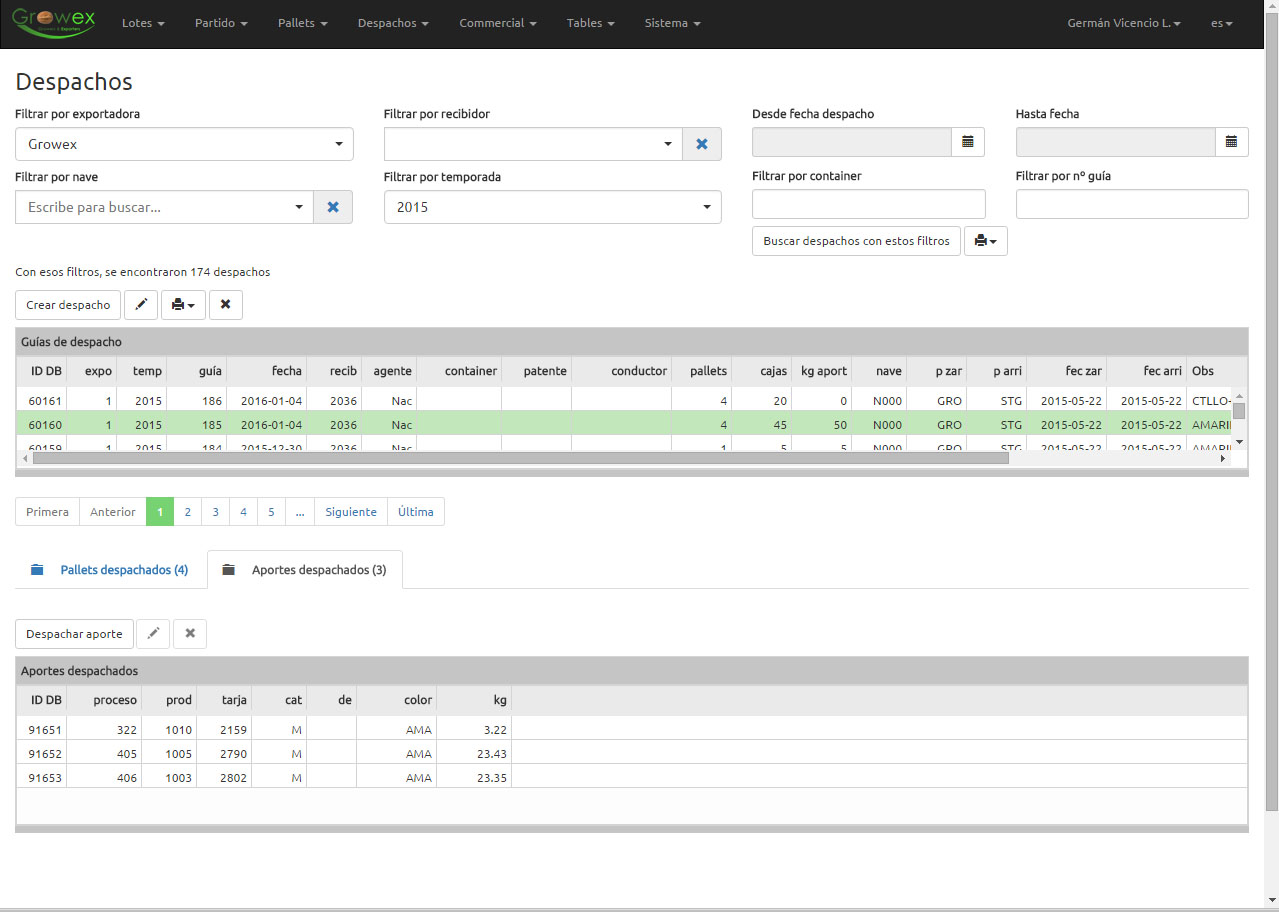 Growex
Lotes Partido Pallets Despachos Commercial Tables Sistema Germán Vicencio L. es
Despachos
Filtrar por exportadora Filtrar por recibidor Desde fecha despacho Hasta fecha
Growex
Filtrar por nave Filtrar por temporada Filtrar por container Filtrar por nº guía
Escribe para buscar... 2015
Buscar despachos con estos filtros
Con esos filtros, se encontraron 174 despachos
Crear despacho
Guías de despacho
ID DB expo temp guía fecha recib agente container patente conductor pallets cajas kg aport nave p zar p arri fec zar fec arri Obs
60161 1 2015 186 2016-01-04 2036 Nac 4 20 0 N000 GRO STG 2015-05-22 2015-05-22 CTLLO-
60160 1 2015 185 2016-01-04 2036 Nac 4 45 50 N000 GRO STG 2015-05-22 2015-05-22
60159 1 2015 184 2015-12-30 2036 Nac 1 5 5 N000 GRO STG 2015-05-22 2015-05-22
Primera Anterior 1 2 3 4 5 ... Siguiente Última
Pallets despachados (4) Aportes despachados (3)
Despachar aporte
Aportes despachados
ID DB proceso prod tarja cat de color kg
91651 322 1010 2159 M AMA 3.22
91652 405 1005 2790 M AMA 23.43
91653 406 1003 2802 M AMA 23.35